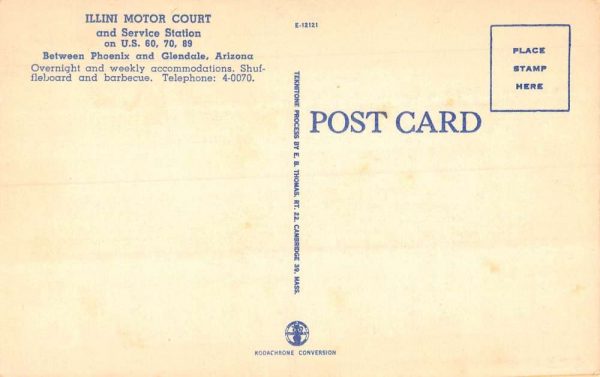 ILLINI MOTOR COURT
and Service Station
on U.S. 60, 70, 89
Between Phoenix and Glendale, Arizona
Overnight and weekly accommodations. Shuf-
fleboard and barbecue. Telephone: 4-0070.
E-12121
TEKNITONE PROCESS BY E. B. THOMAS, RT. 22, CAMBRIDGE 39, MASS.
POST CARD
PLACE
STAMP
HERE
KODACHROME CONVERSION